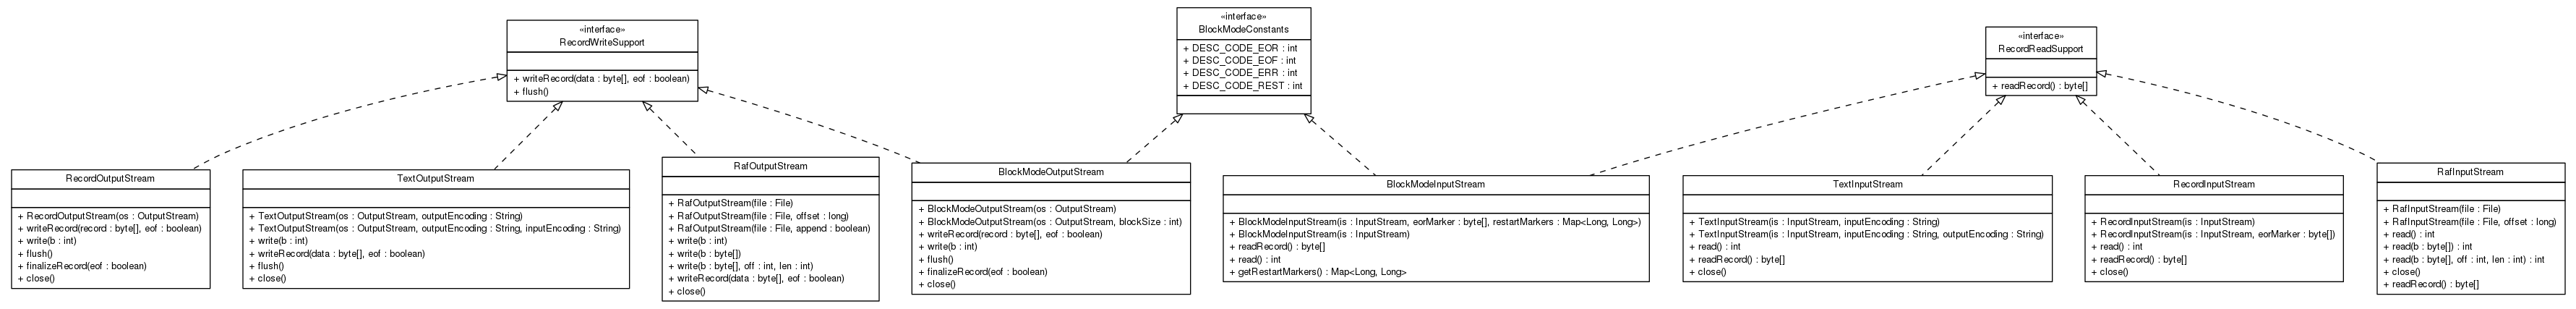 «interface»
RecordWriteSupport
+ writeRecord(data : byte[], eof : boolean)
+ flush()
«interface»
BlockModeConstants
+ DESC_CODE_EOR : int
+ DESC_CODE_EOF : int
+ DESC_CODE_ERR : int
+ DESC_CODE_REST : int
«interface»
RecordReadSupport
+ readRecord() : byte[]
RecordOutputStream
+ RecordOutputStream(os : OutputStream)
+ writeRecord(record : byte[], eof : boolean)
+ write(b : int)
+ flush()
+ finalizeRecord(eof : boolean)
+ close()
TextOutputStream
+ TextOutputStream(os : OutputStream, outputEncoding : String)
+ TextOutputStream(os : OutputStream, outputEncoding : String, inputEncoding : String)
+ write(b : int)
+ writeRecord(data : byte[], eof : boolean)
+ flush()
+ close()
RafOutputStream
+ RafOutputStream(file : File)
+ RafOutputStream(file : File, offset : long)
+ RafOutputStream(file : File, append : boolean)
+ write(b : int)
+ write(b : byte[])
+ write(b : byte[], off : int, len : int)
+ writeRecord(data : byte[], eof : boolean)
+ close()
BlockModeOutputStream
+ BlockModeOutputStream(os : OutputStream)
+ BlockModeOutputStream(os : OutputStream, blockSize : int)
+ writeRecord(record : byte[], eof : boolean)
+ write(b : int)
+ flush()
+ finalizeRecord(eof : boolean)
+ close()
BlockModeInputStream
+ BlockModeInputStream(is : InputStream, eorMarker : byte[], restartMarkers : Map<Long, Long>)
+ BlockModeInputStream(is : InputStream)
+ readRecord() : byte[]
+ read() : int
+ getRestartMarkers() : Map<Long, Long>
TextInputStream
+ TextInputStream(is : InputStream, inputEncoding : String)
+ TextInputStream(is : InputStream, inputEncoding : String, outputEncoding : String)
+ read() : int
+ readRecord() : byte[]
+ close()
RecordInputStream
+ RecordInputStream(is : InputStream)
+ RecordInputStream(is : InputStream, eorMarker : byte[])
+ read() : int
+ readRecord() : byte[]
+ close()
RafInputStream
+ RafInputStream(file : File)
+ RafInputStream(file : File, offset : long)
+ read() : int
+ read(b : byte[]) : int
+ read(b : byte[], off : int, len : int) : int
+ close()
+ readRecord() : byte[]